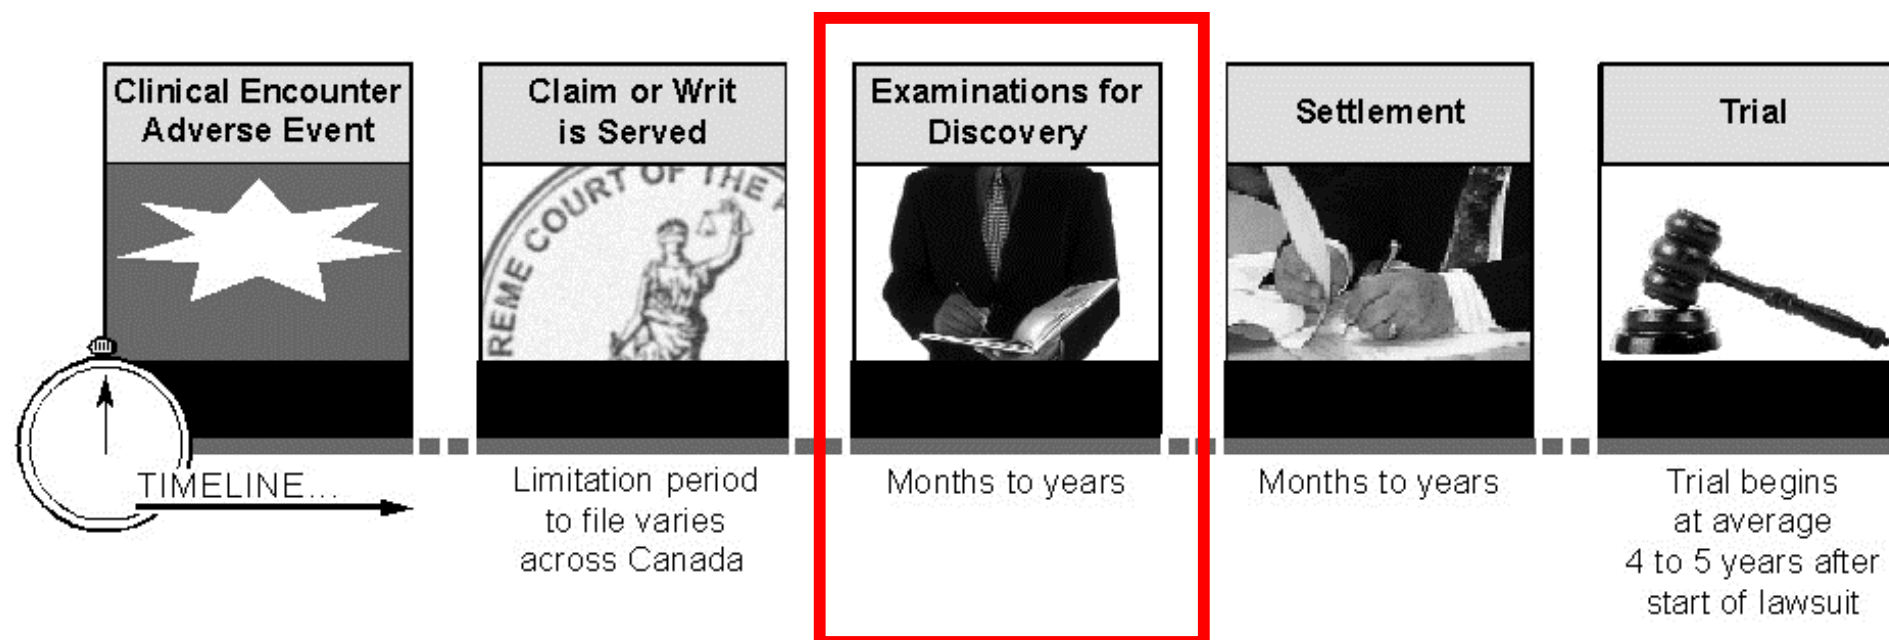 Clinical Encounter
Adverse Event
Claim or Writ
is Served
Examinations for
Discovery
Settlement
Trial
REME COURT OF THE
TIMELINE...
Limitation period
to file varies
across Canada
Months to years
Months to years
Trial begins
at average
4 to 5 years after
start of lawsuit